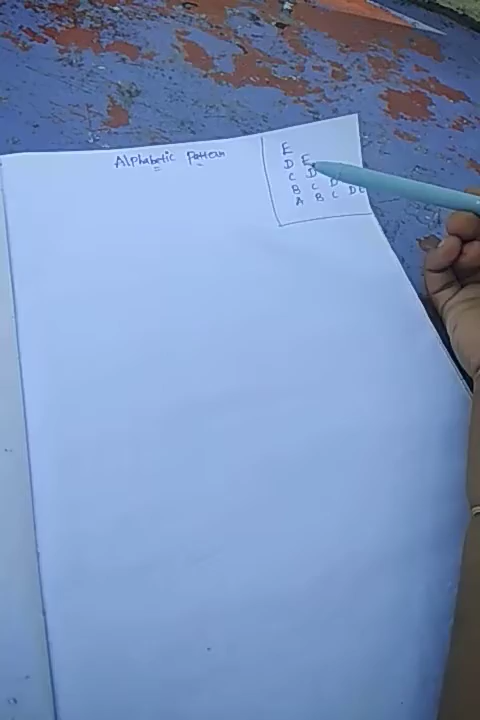 Alphabetic Pattern
E
D E
C D
B C D
A B C D E